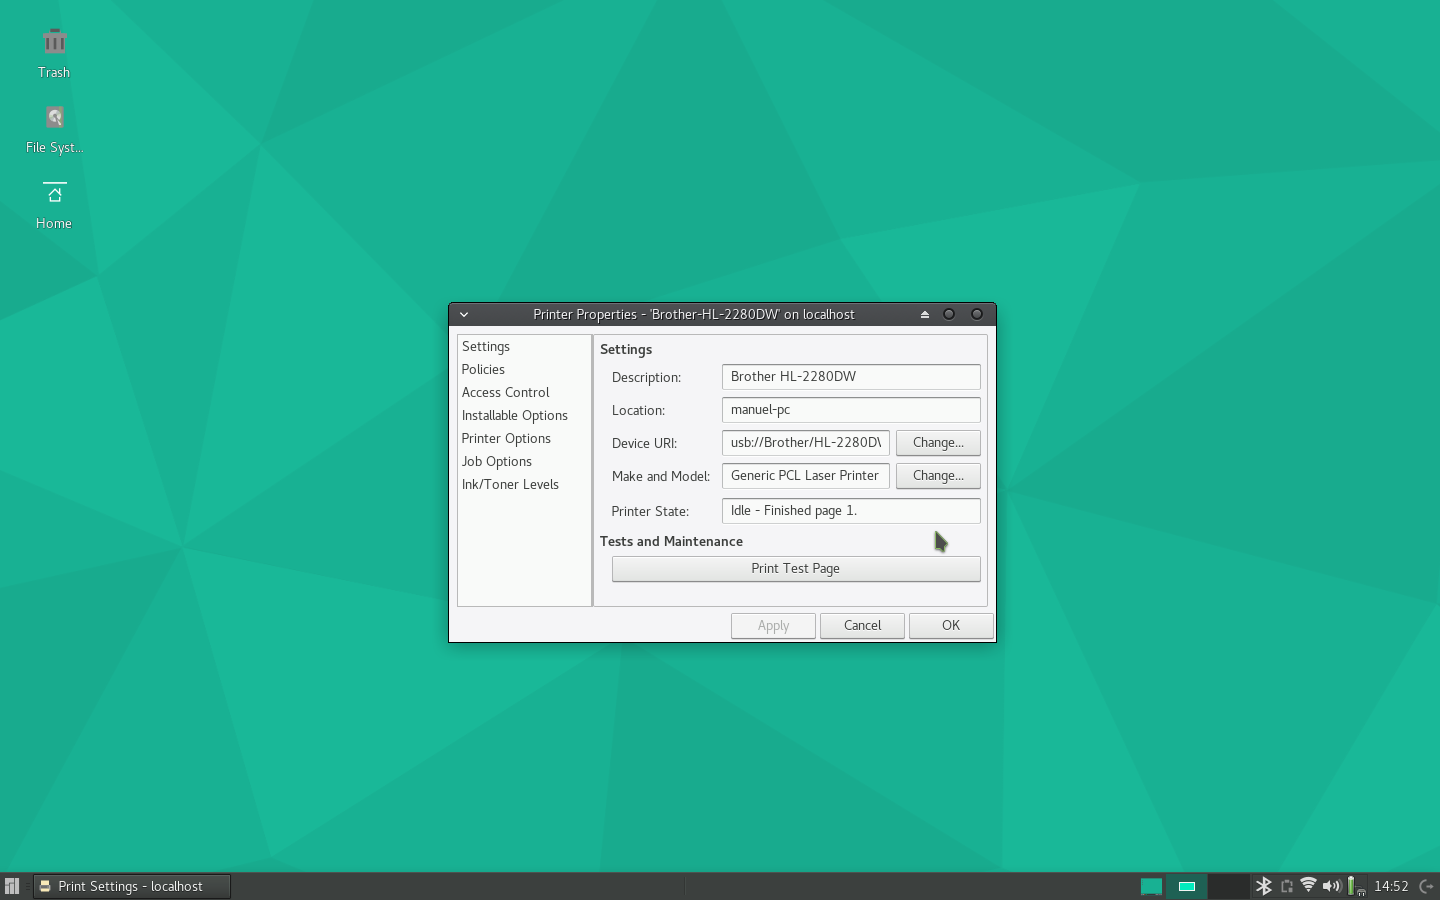 Trash
File Syst...
Home
Printer Properties - 'Brother-HL-2280DW' on localhost
Settings
Policies
Access Control
Installable Options
Printer Options
Job Options
Ink/Toner Levels
Settings
Description: Brother HL-2280DW
Location: manuel-pc
Device URI: usb://Brother/HL-2280D Change...
Make and Model: Generic PCL Laser Printer Change...
Printer State: Idle - Finished page 1.
Tests and Maintenance
Print Test Page
Apply Cancel OK
Print Settings - localhost
14:52